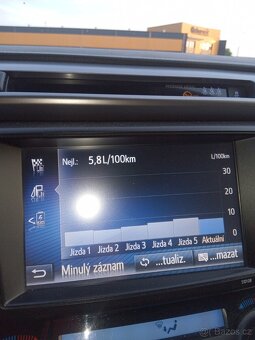 Nejl.: 5,8L/100km
L/100km
30
20
10
0
Jízda 1 Jízda 2 Jízda 3 Jízda 4 Jízda 5 Aktuální
Minulý záznam
...tualiz.
...mazat
Bazos.cz